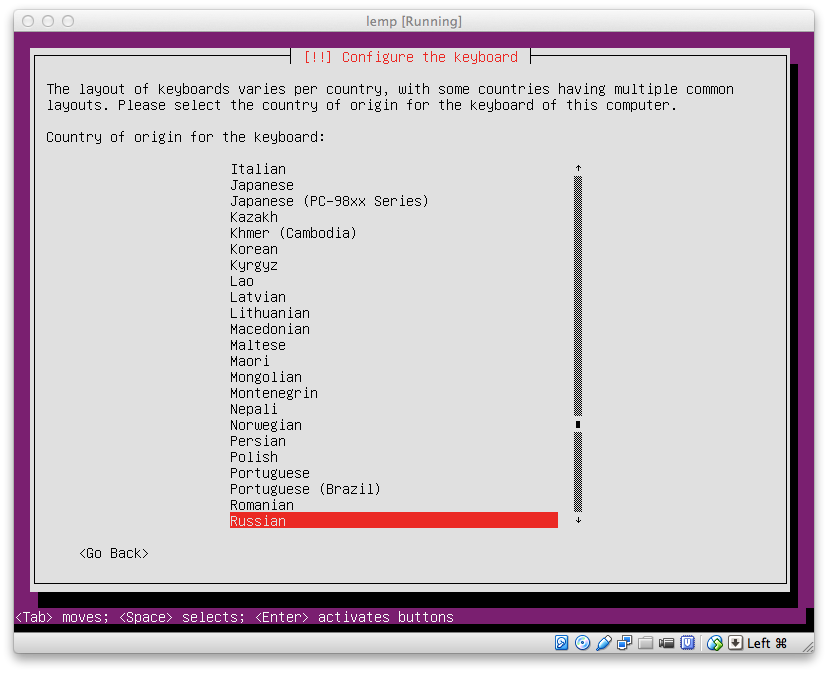 lemp [Running]
[!!] Configure the keyboard
The layout of keyboards varies per country, with some countries having multiple common
layouts. Please select the country of origin for the keyboard of this computer.
Country of origin for the keyboard:
Italian
Japanese
Japanese (PC-98xx Series)
Kazakh
Khmer (Cambodia)
Korean
Kyrgyz
Lao
Latvian
Lithuanian
Macedonian
Maltese
Maori
Mongolian
Montenegrin
Nepali
Norwegian
Persian
Polish
Portuguese
Portuguese (Brazil)
Romanian
Russian
<Go Back>
<Tab> moves; <Space> selects; <Enter> activates buttons
Left ⌘